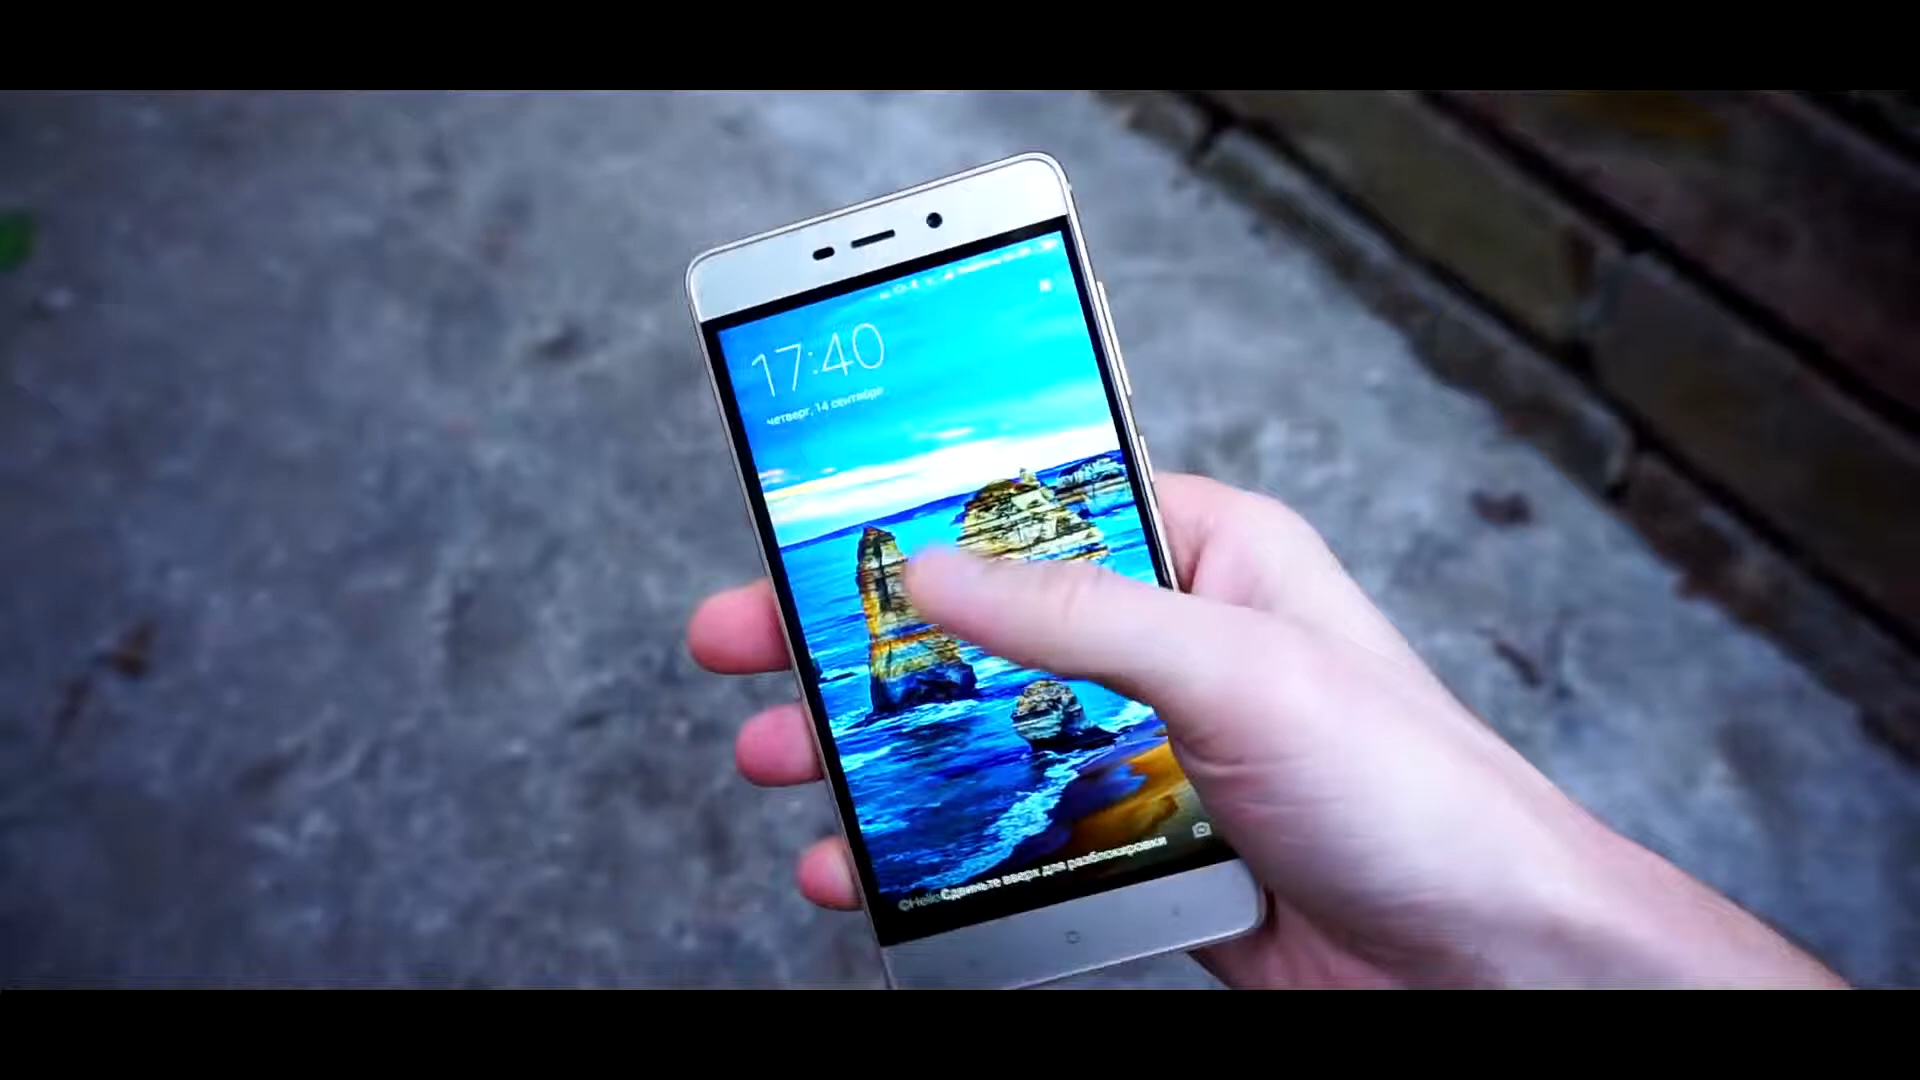 17:40
четверг, 14 сентября
Сдвиньте вверх для разблокировки
©Hello